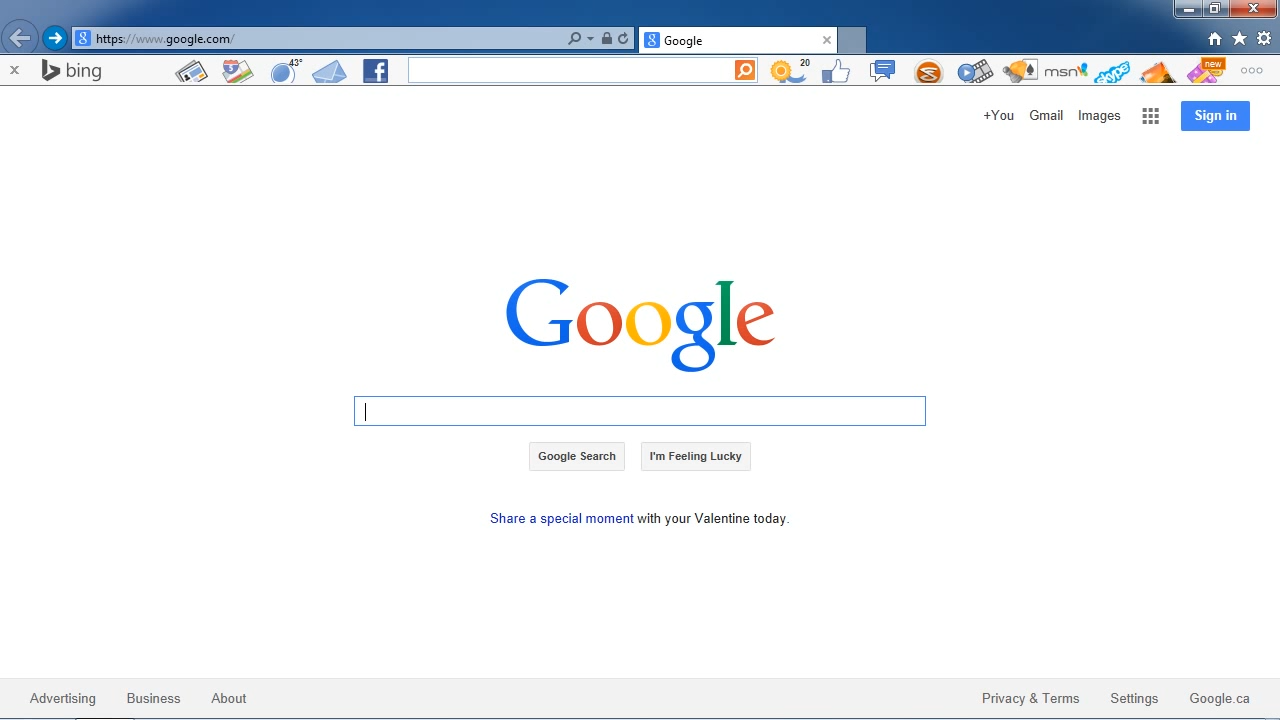 https://www.google.com/
Google
bing
43°
20
msn
skype
new
+You Gmail Images Sign in
Google
Google Search I'm Feeling Lucky
Share a special moment with your Valentine today.
Advertising Business About Privacy & Terms Settings Google.ca